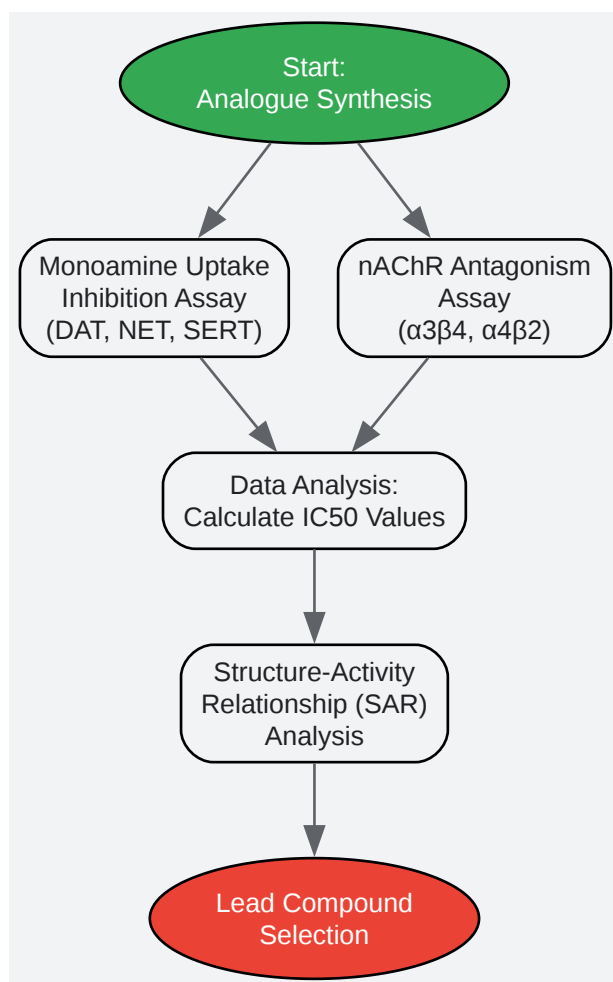 Start:
Analogue Synthesis
Monoamine Uptake
Inhibition Assay
(DAT, NET, SERT)
nAChR Antagonism
Assay
(α3β4, α4β2)
Data Analysis:
Calculate IC50 Values
Structure-Activity
Relationship (SAR)
Analysis
Lead Compound
Selection